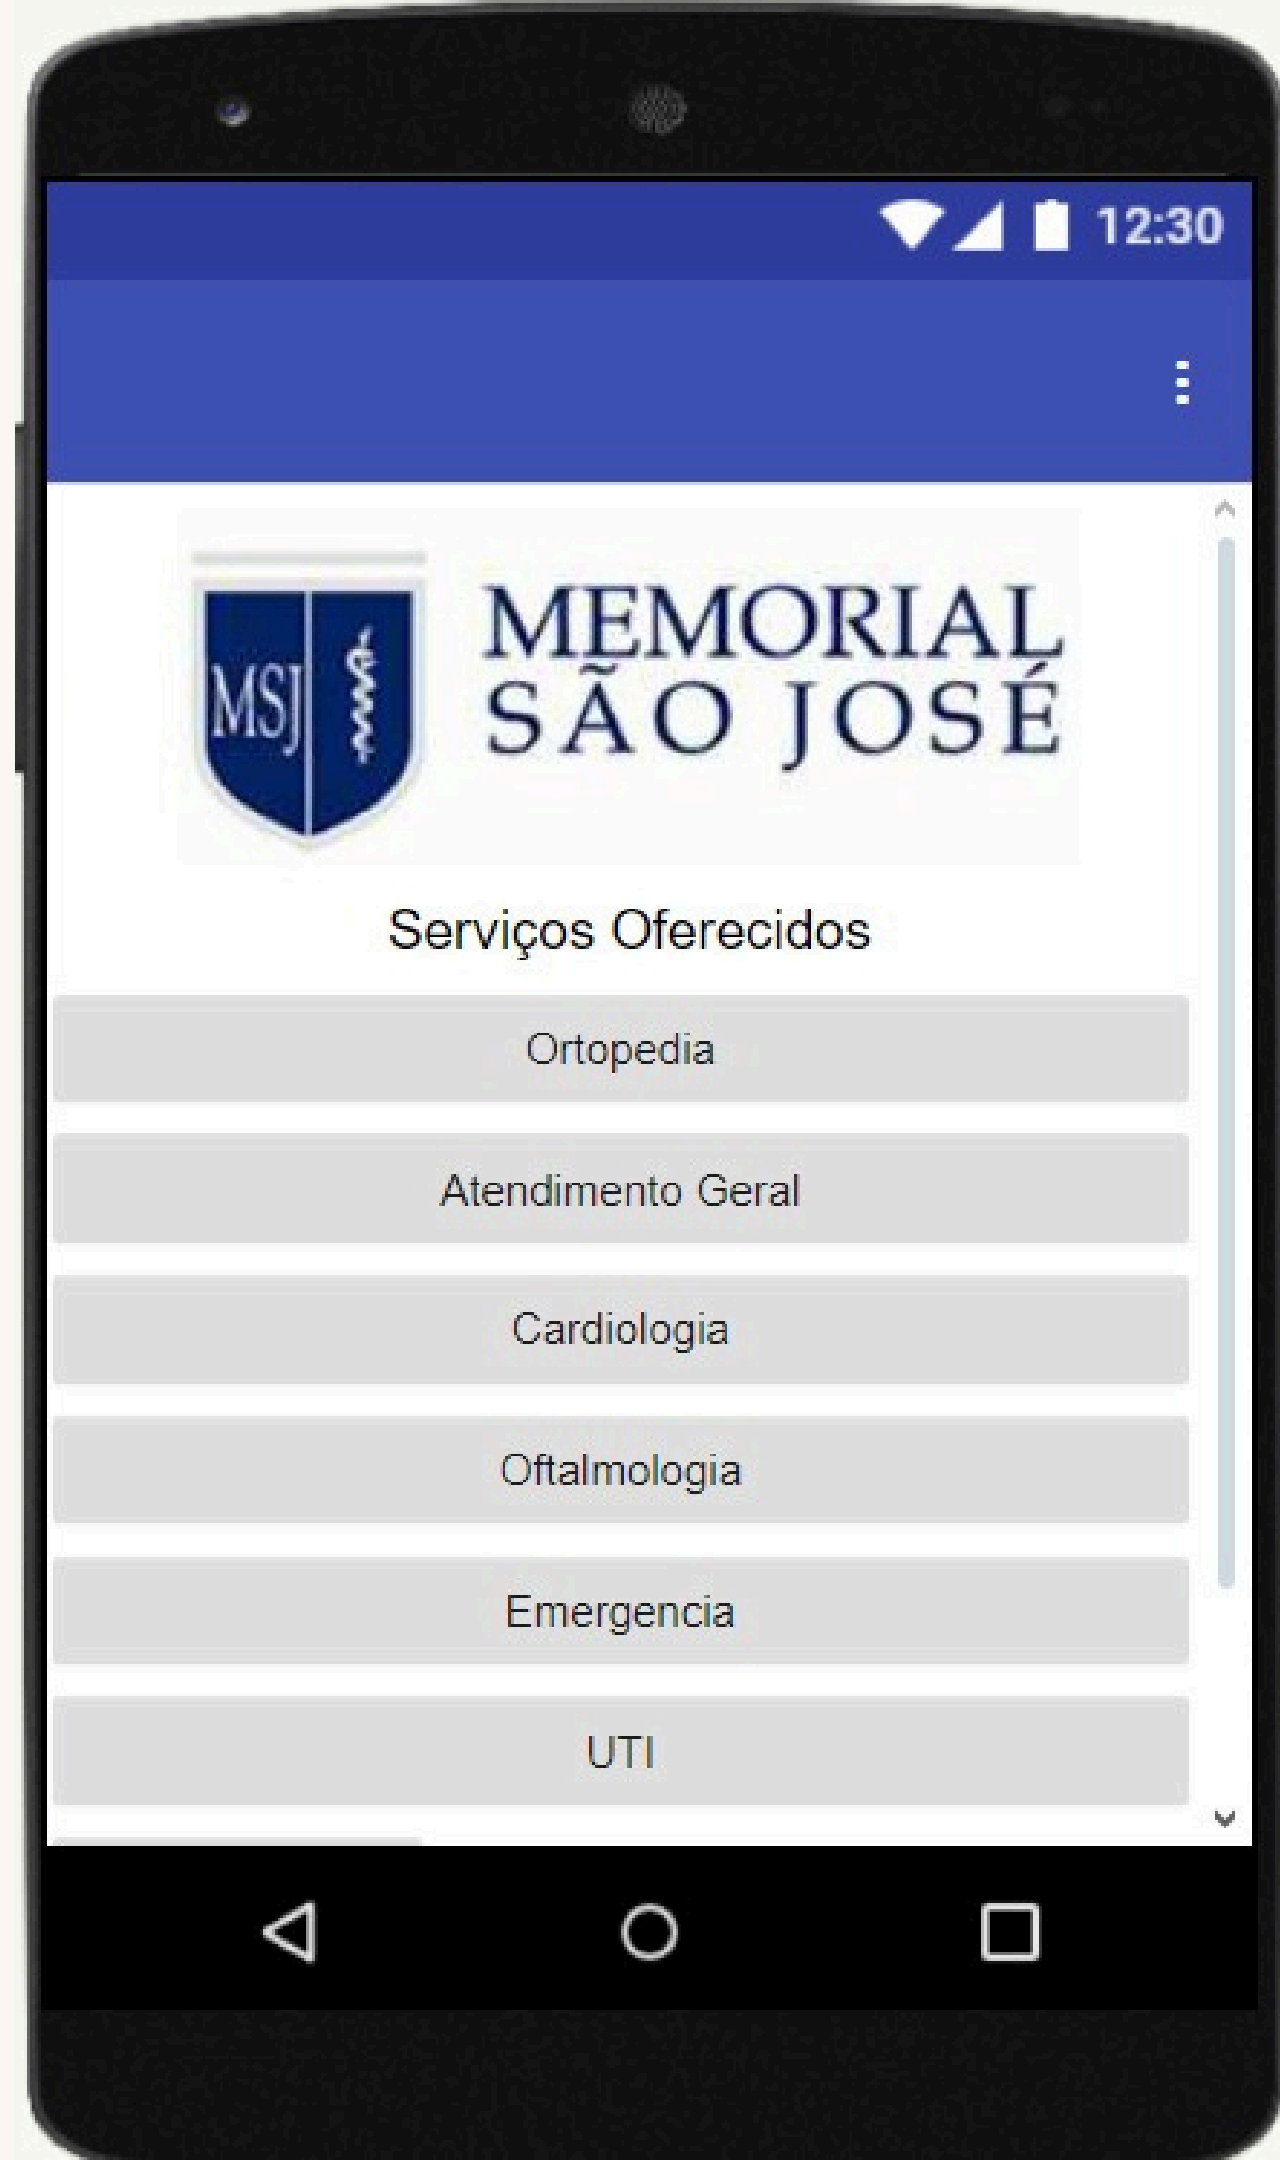 12:30
MSJ
MEMORIAL
SÃO JOSÉ
Serviços Oferecidos
Ortopedia
Atendimento Geral
Cardiologia
Oftalmologia
Emergencia
UTI